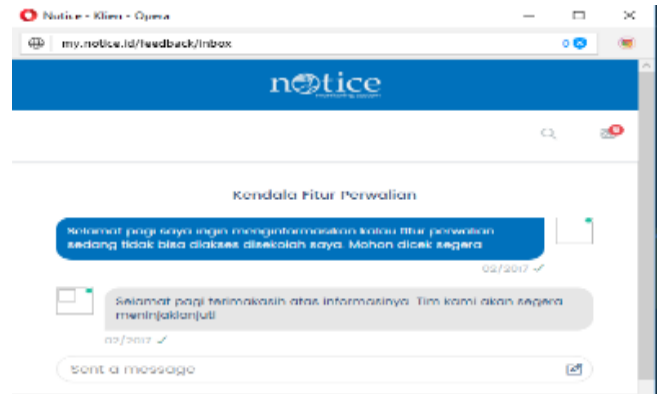 Notice - Klien - Opera
my.notice.id/feedback/inbox
0
notice
Kendala Fitur Perwalian
Selamat pagi saya ingin menginformasikan kalau fitur perwalian
sedang tidak bisa diakses disekolah saya. Mohon dicek segera
02/2017
Selamat pagi terimakasih atas informasinya. Tim kami akan segera
meninjaklanjuti
02/2017
Sent a message